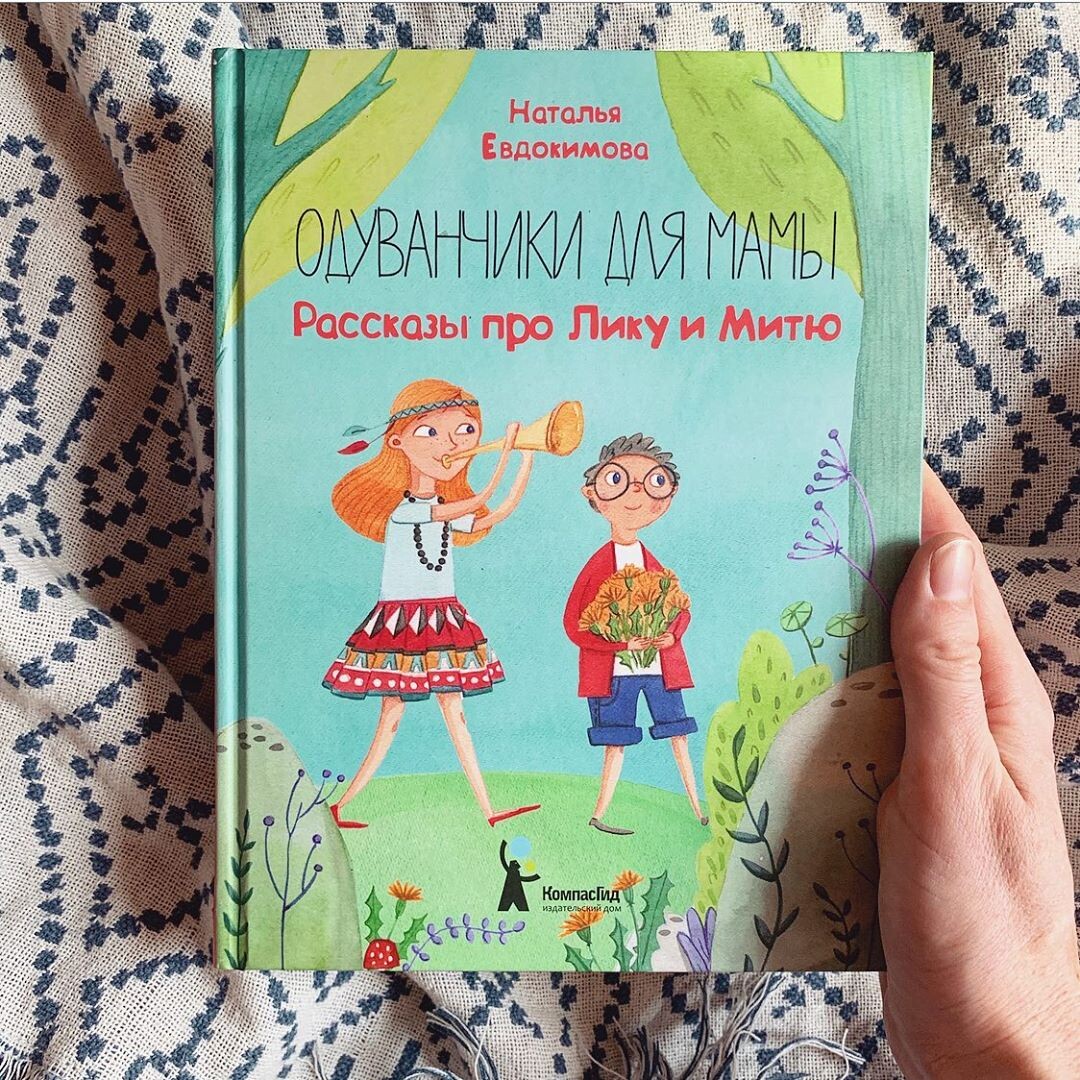 Наталья
Евдокимова
ОДУВАНЧИКИ ДЛЯ МАМЫ
Рассказы про Лику и Митю
КомпасГид
издательский дом